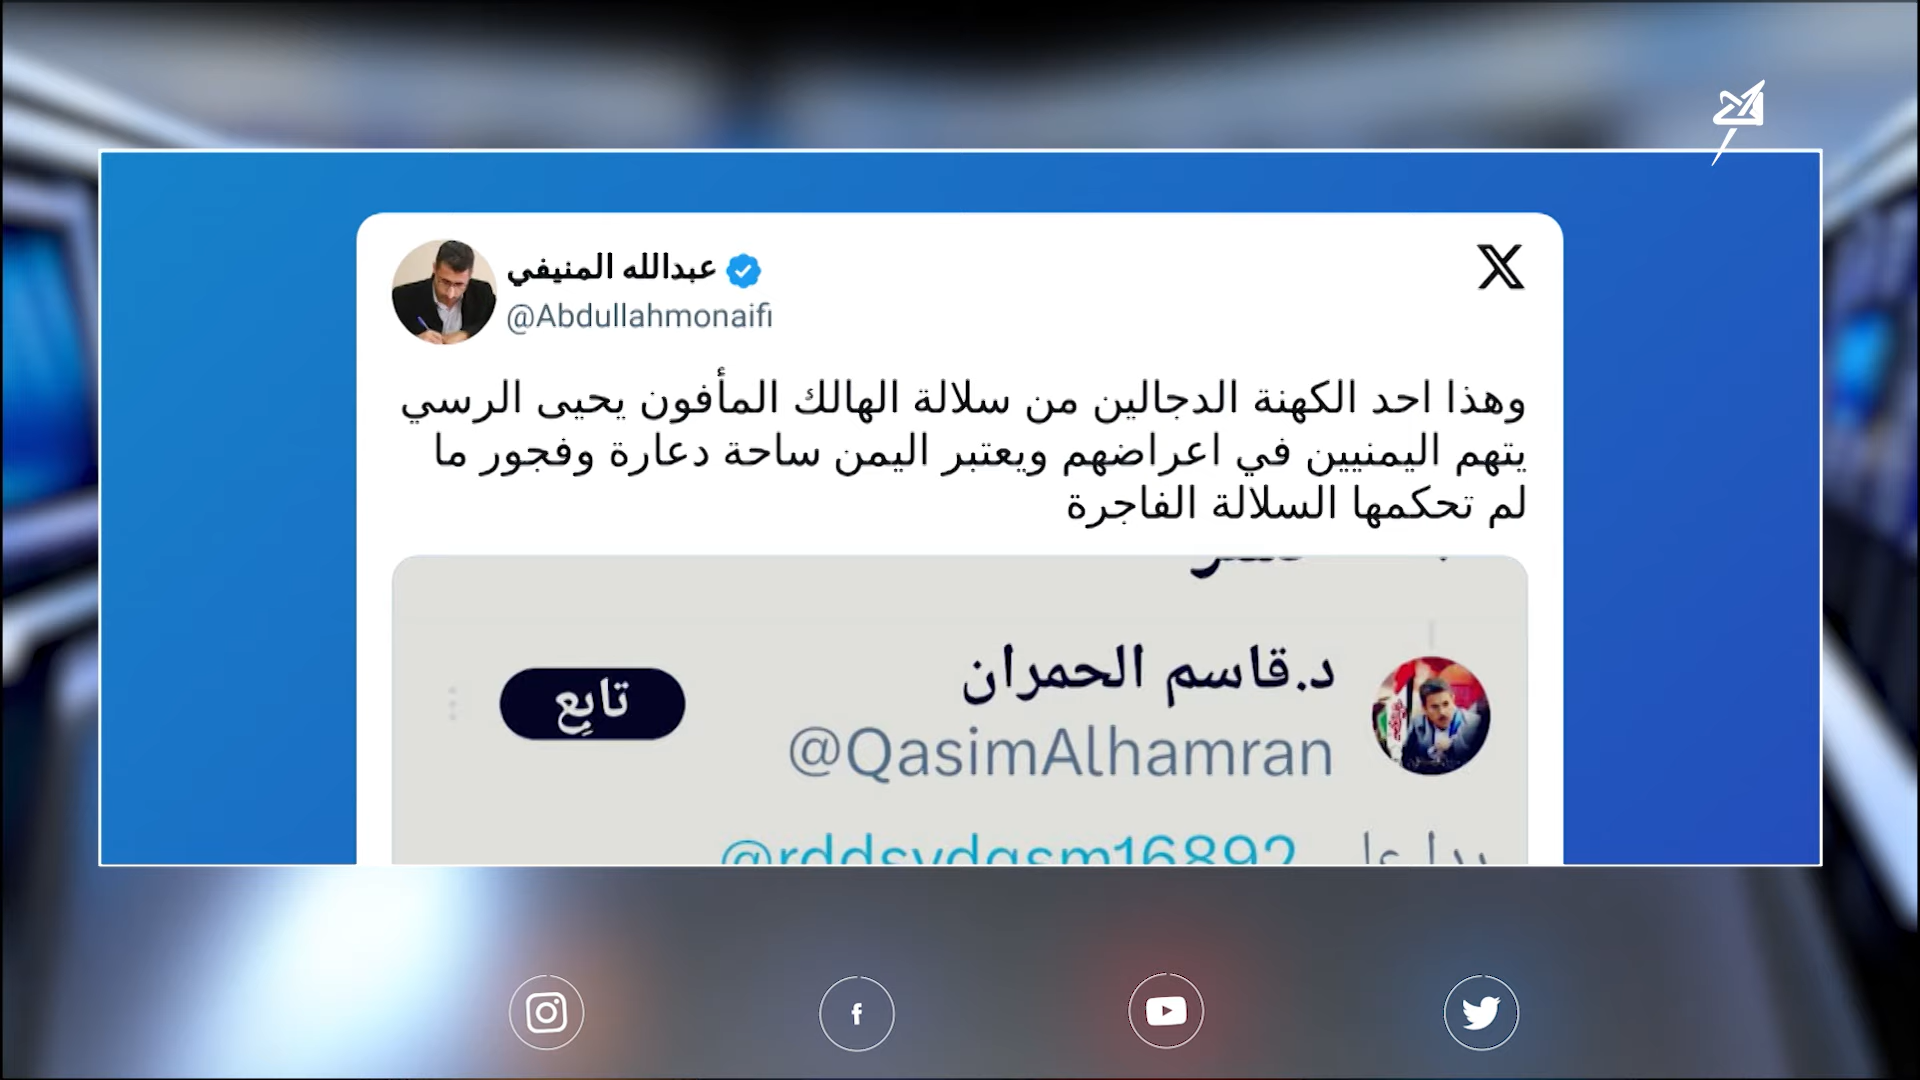 عبدالله المنيفي
@Abdullahmonaifi
وهذا احد الكهنة الدجالين من سلالة الهالك المأفون يحيى الرسي
يتهم اليمنيين في اعراضهم ويعتبر اليمن ساحة دعارة وفجور ما
لم تحكمها السلالة الفاجرة
د.قاسم الحمران
تابِع
@QasimAlhamran
@rddsydqsm16892